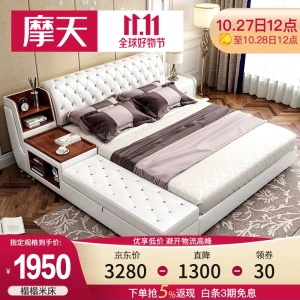 摩天
11.11
全球好物节
10.27日12点
至10.28日12点
优享低价 避开物流高峰
指定规格到手价
1950
榻榻米床
京东价 直降 领券
3280 — 1300 — 30
下单抢5%返现 白条3期免息